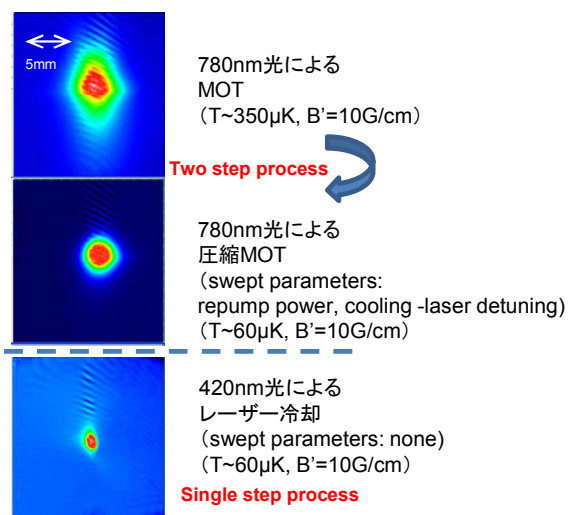 5mm
780nm光による
MOT
（T~350μK, B’=10G/cm）
Two step process
780nm光による
圧縮MOT
（swept parameters:
repump power, cooling -laser detuning)
（T~60μK, B’=10G/cm）
420nm光による
レーザー冷却
（swept parameters: none)
（T~60μK, B’=10G/cm）
Single step process